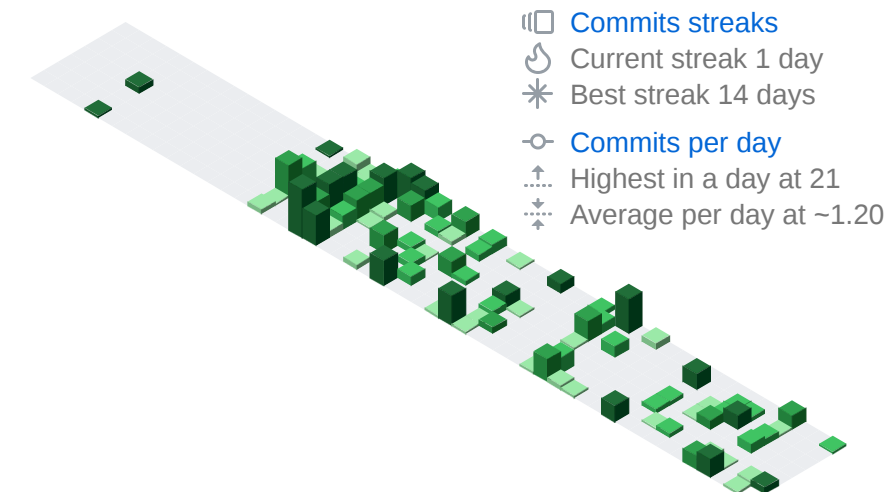 Commits streaks
Current streak 1 day
Best streak 14 days
Commits per day
Highest in a day at 21
Average per day at ~1.20